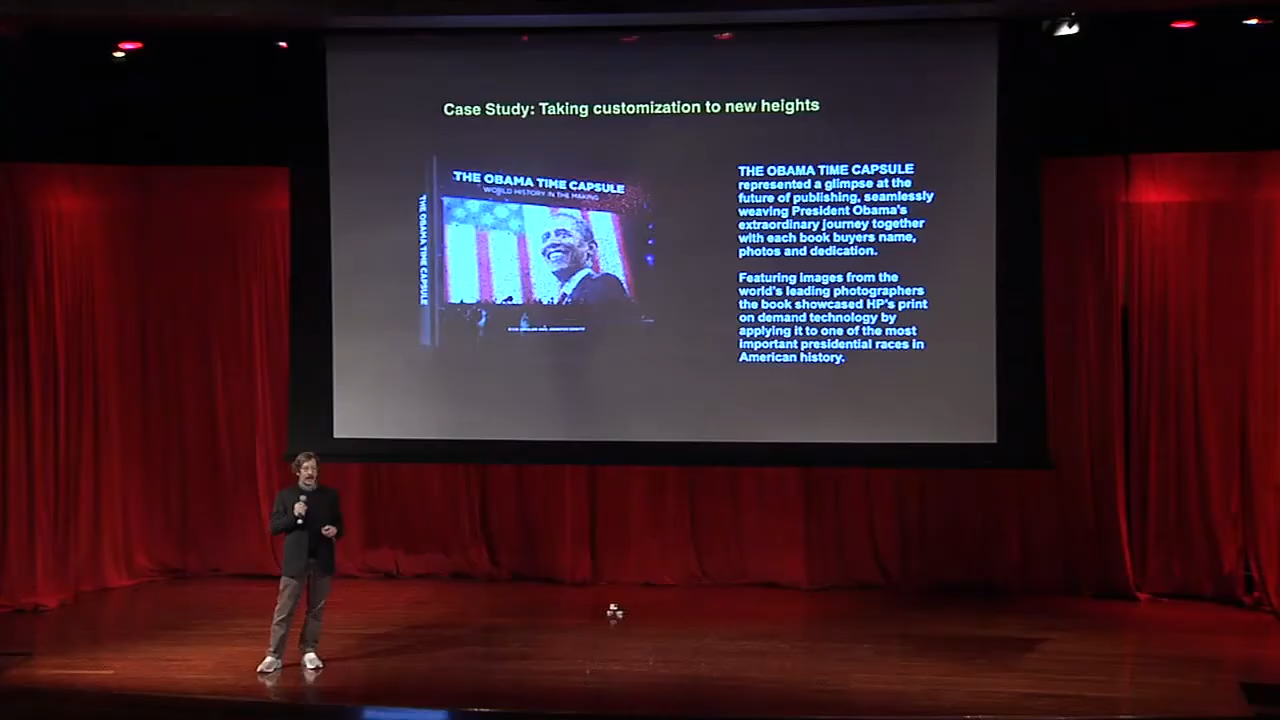 Case Study: Taking customization to new heights
THE OBAMA TIME CAPSULE
WORLD HISTORY IN THE MAKING
THE OBAMA TIME CAPSULE
THE OBAMA TIME CAPSULE
represented a glimpse at the
future of publishing, seamlessly
weaving President Obama's
extraordinary journey together
with each book buyers name,
photos and dedication.
Featuring images from the
world's leading photographers
the book showcased HP's print
on demand technology by
applying it to one of the most
important presidential races in
American history.